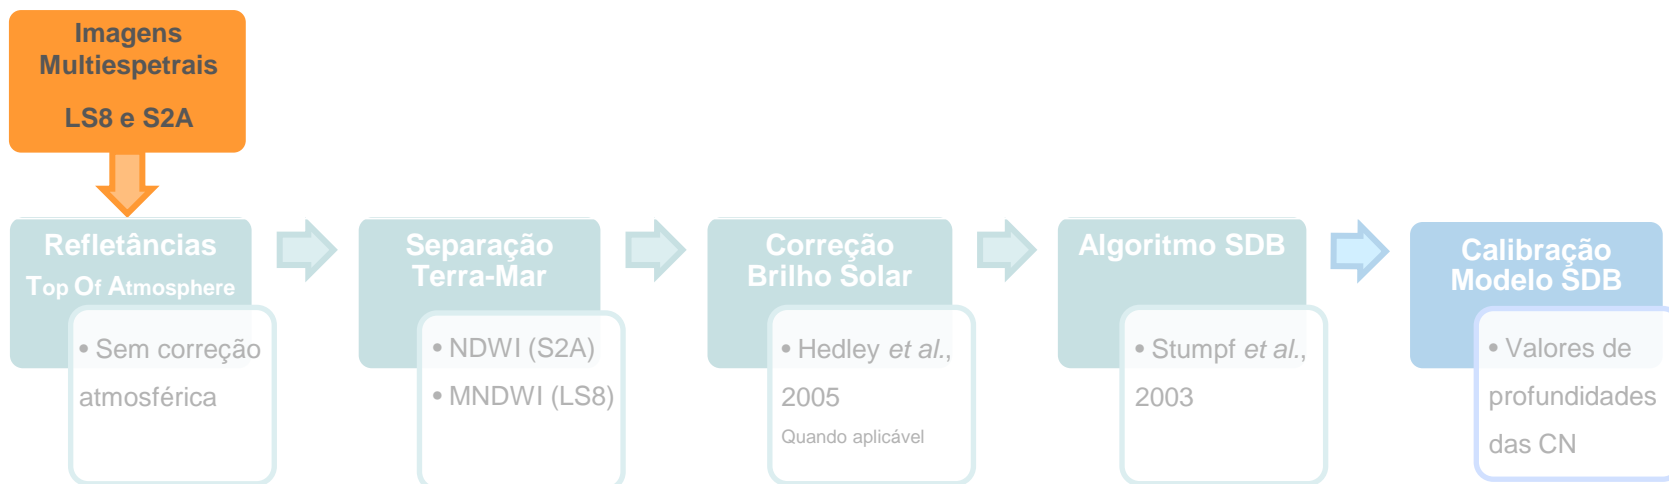 Imagens
Multiespetrais
LS8 e S2A
Refletâncias
Top Of Atmosphere
• Sem correção
atmosférica
Separação
Terra-Mar
• NDWI (S2A)
• MNDWI (LS8)
Correção
Brilho Solar
• Hedley et al.,
2005
Quando aplicável
Algoritmo SDB
• Stumpf et al.,
2003
Calibração
Modelo SDB
• Valores de
profundidades
das CN